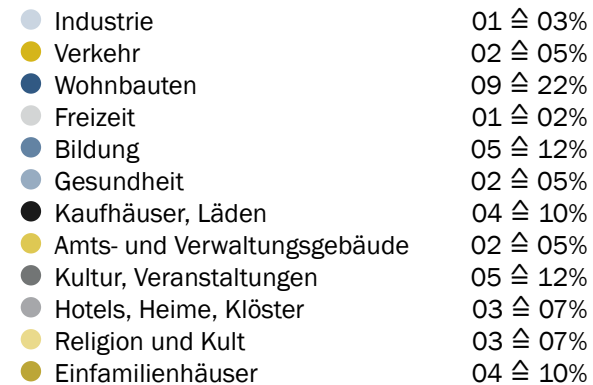 Industrie 01 ≙ 03%
Verkehr 02 ≙ 05%
Wohnbauten 09 ≙ 22%
Freizeit 01 ≙ 02%
Bildung 05 ≙ 12%
Gesundheit 02 ≙ 05%
Kaufhäuser, Läden 04 ≙ 10%
Amts- und Verwaltungsgebäude 02 ≙ 05%
Kultur, Veranstaltungen 05 ≙ 12%
Hotels, Heime, Klöster 03 ≙ 07%
Religion und Kult 03 ≙ 07%
Einfamilienhäuser 04 ≙ 10%